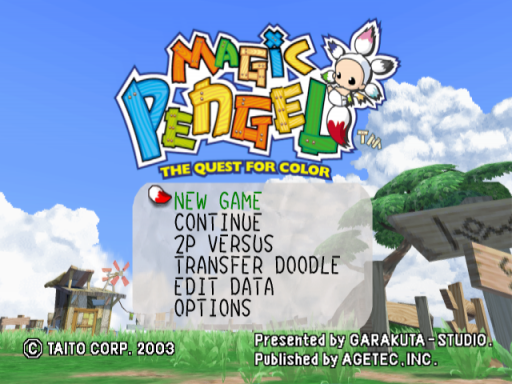 MAGIC
PENGEL
TM
THE QUEST FOR COLOR
NEW GAME
CONTINUE
2P VERSUS
TRANSFER DOODLE
EDIT DATA
OPTIONS
© TAITO CORP. 2003
Presented by GARAKUTA-STUDIO.
Published by AGETEC, INC.